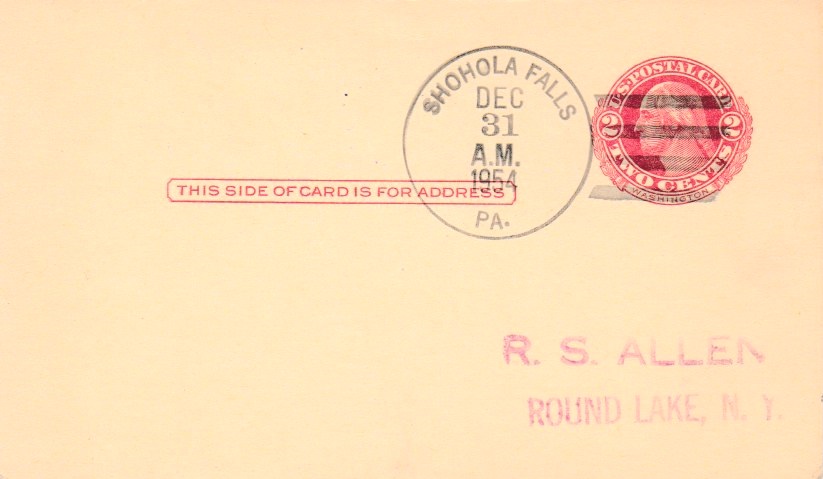 SHOHOLA FALLS
DEC
31
A.M.
1954
PA.
U.S. POSTAL CARD
2 2
TWO CENTS
WASHINGTON
THIS SIDE OF CARD IS FOR ADDRESS
R. S. ALLEN
ROUND LAKE, N. Y.